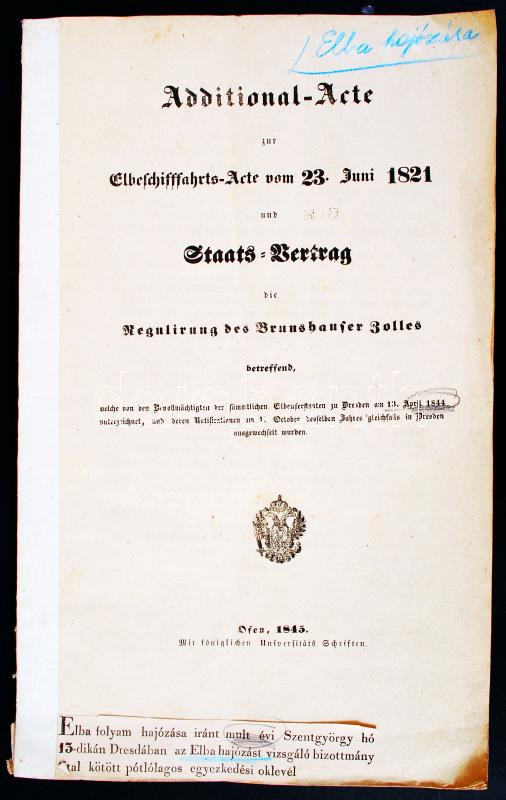 Elba hajózása
Additional-Acte
zur
Elbeschifffahrts-Acte vom 23. Juni 1821
und
Staats-Vertrag
die
Regulirung des Brunshauser Zolles
betreffend,
welche von den Bevollmächtigten der sämmtlichen Elbeuferstaaten zu Dresden am 13. April 1844
unterzeichnet, und deren Ratificationen am 1. October desselben Jahres gleichfalls in Dresden
ausgewechselt wurden.
Ofen, 1845.
Mit königlichen Universitäts Schriften.
Elba folyam hajózása iránt mult évi Szentgyörgy hó
13-dikán Dresdában az Elba hajózást vizsgáló bizottmány
által kötött pótlólagos egyezkedési oklevél